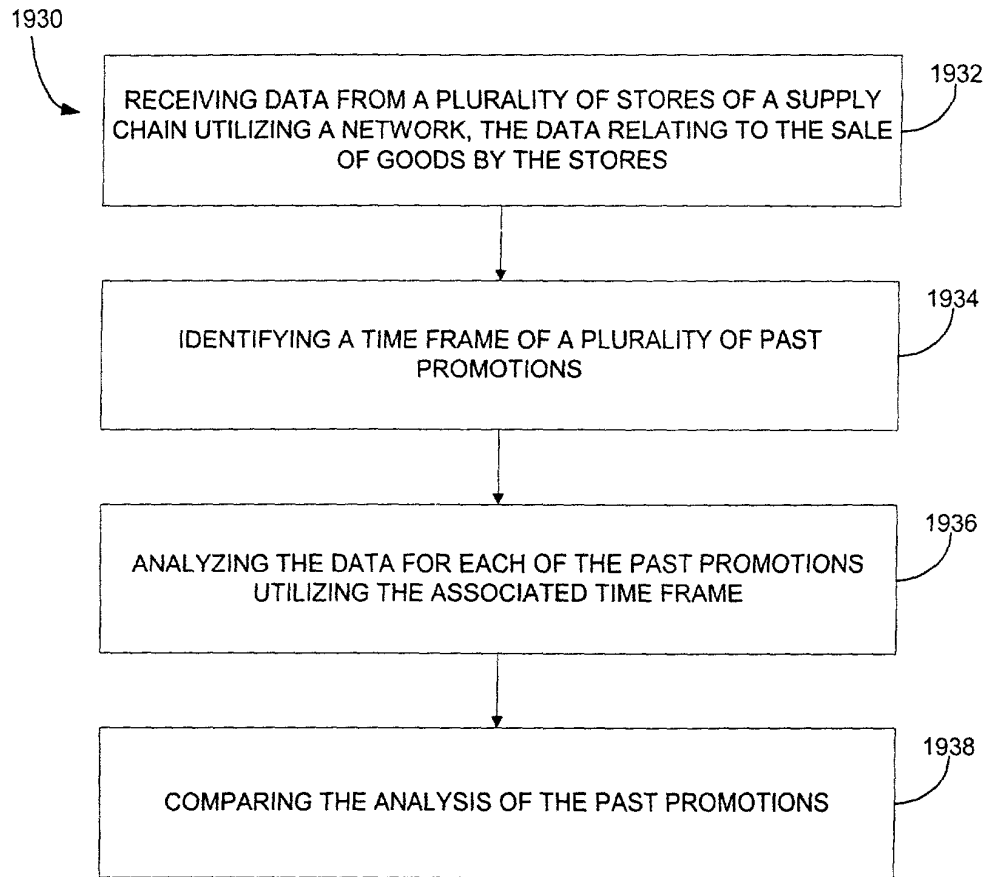 1930
1932
RECEIVING DATA FROM A PLURALITY OF STORES OF A SUPPLY
CHAIN UTILIZING A NETWORK, THE DATA RELATING TO THE SALE
OF GOODS BY THE STORES
1934
IDENTIFYING A TIME FRAME OF A PLURALITY OF PAST
PROMOTIONS
1936
ANALYZING THE DATA FOR EACH OF THE PAST PROMOTIONS
UTILIZING THE ASSOCIATED TIME FRAME
1938
COMPARING THE ANALYSIS OF THE PAST PROMOTIONS